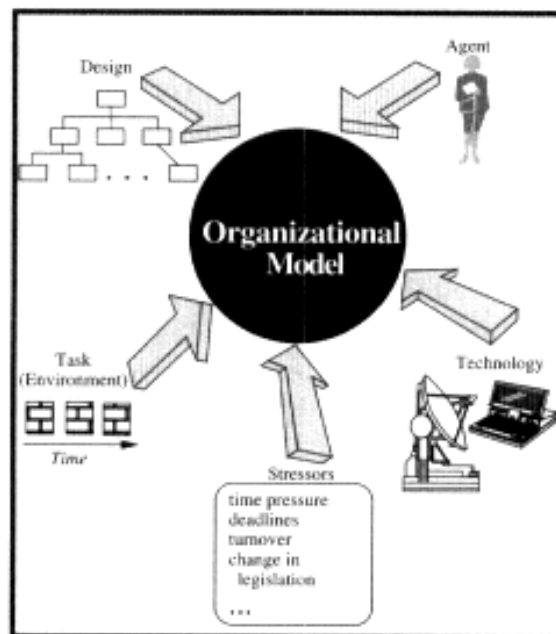 Design
Agent
Organizational
Model
Task
(Environment)
Time
Technology
Stressors
time pressure
deadlines
turnover
change in
legislation
...